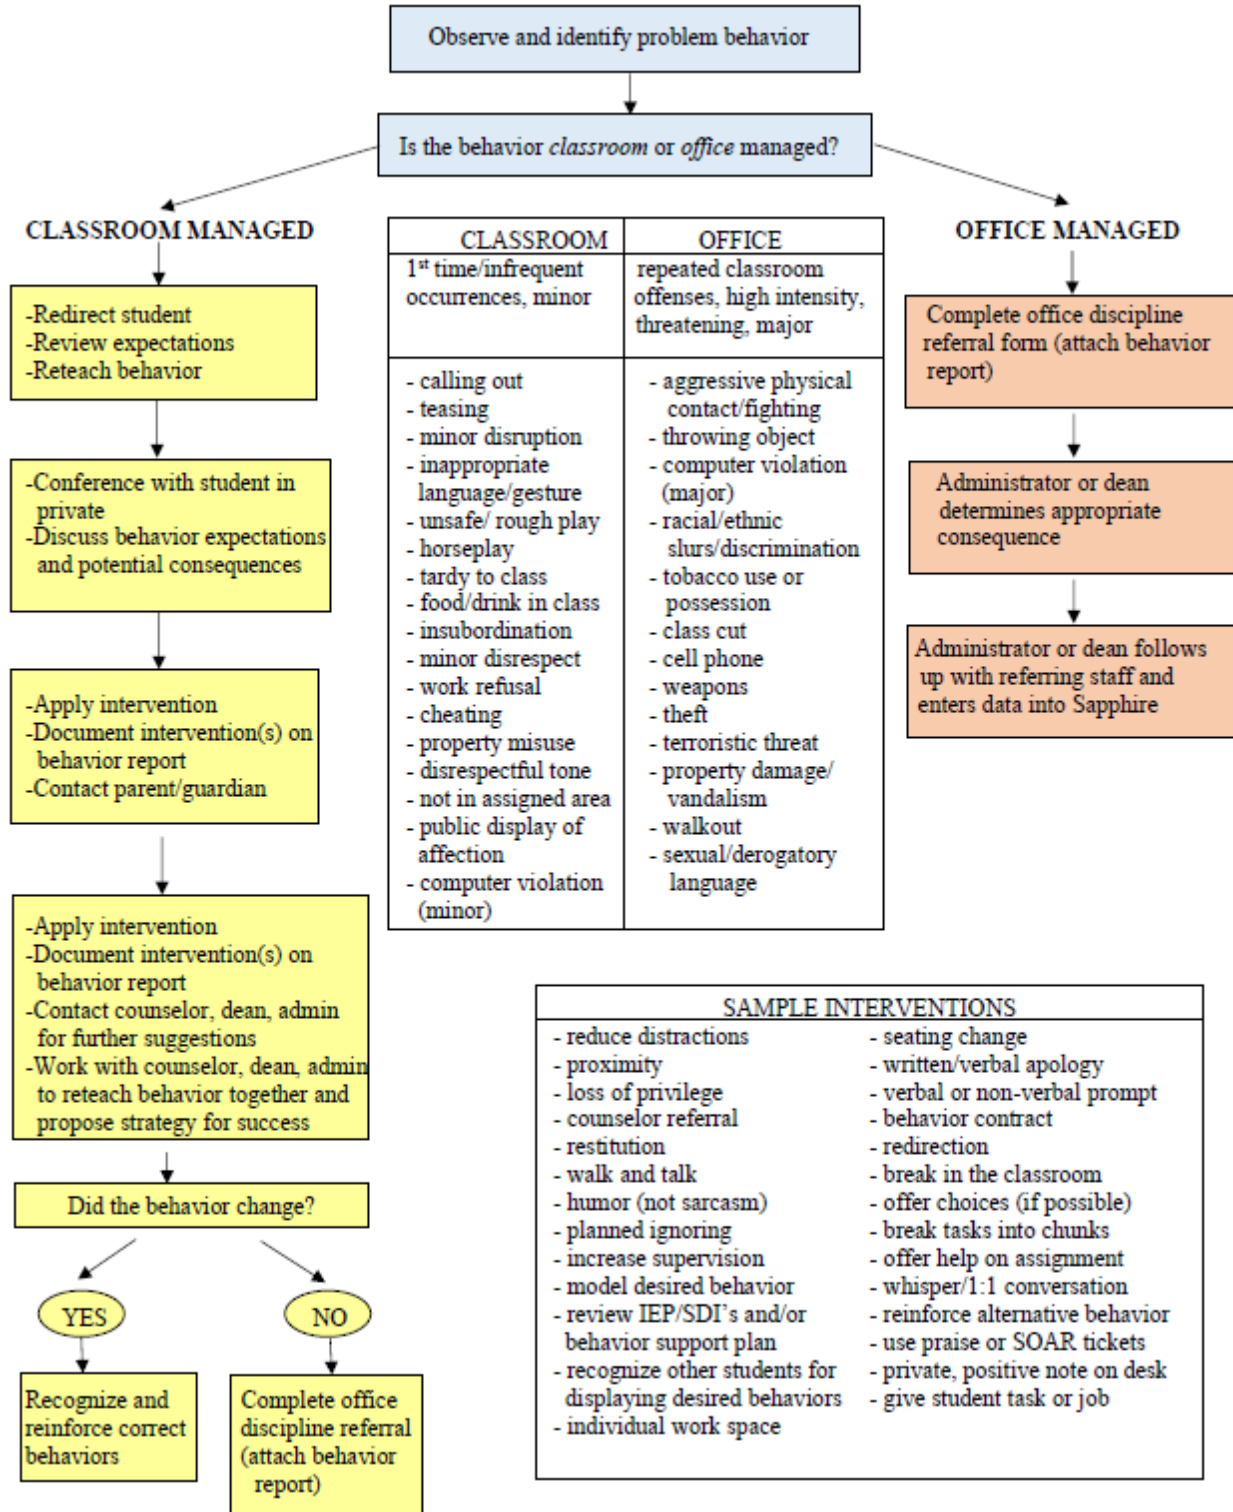 Observe and identify problem behavior
Is the behavior classroom or office managed?
CLASSROOM MANAGED
-Redirect student
-Review expectations
-Reteach behavior
-Conference with student in
private
-Discuss behavior expectations
and potential consequences
-Apply intervention
-Document intervention(s) on
behavior report
-Contact parent/guardian
-Apply intervention
-Document intervention(s) on
behavior report
-Contact counselor, dean, admin
for further suggestions
-Work with counselor, dean, admin
to reteach behavior together and
propose strategy for success
Did the behavior change?
YES
NO
Recognize and
reinforce correct
behaviors
Complete office
discipline referral
(attach behavior
report)
CLASSROOM
1st time/infrequent
occurrences, minor
- calling out
- teasing
- minor disruption
- inappropriate
language/gesture
- unsafe/ rough play
- horseplay
- tardy to class
- food/drink in class
- insubordination
- minor disrespect
- work refusal
- cheating
- property misuse
- disrespectful tone
- not in assigned area
- public display of
affection
- computer violation
(minor)
OFFICE
repeated classroom
offenses, high intensity,
threatening, major
- aggressive physical
contact/fighting
- throwing object
- computer violation
(major)
- racial/ethnic
slurs/discrimination
- tobacco use or
possession
- class cut
- cell phone
- weapons
- theft
- terroristic threat
- property damage/
vandalism
- walkout
- sexual/derogatory
language
OFFICE MANAGED
Complete office discipline
referral form (attach behavior
report)
Administrator or dean
determines appropriate
consequence
Administrator or dean follows
up with referring staff and
enters data into Sapphire
SAMPLE INTERVENTIONS
- reduce distractions
- proximity
- loss of privilege
- counselor referral
- restitution
- walk and talk
- humor (not sarcasm)
- planned ignoring
- increase supervision
- model desired behavior
- review IEP/SDI's and/or
behavior support plan
- recognize other students for
displaying desired behaviors
- individual work space
- seating change
- written/verbal apology
- verbal or non-verbal prompt
- behavior contract
- redirection
- break in the classroom
- offer choices (if possible)
- break tasks into chunks
- offer help on assignment
- whisper/1:1 conversation
- reinforce alternative behavior
- use praise or SOAR tickets
- private, positive note on desk
- give student task or job